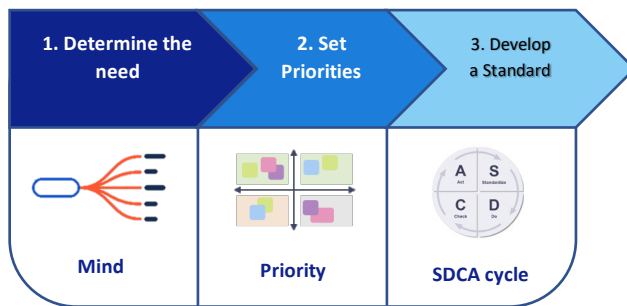 1. Determine the
need
2. Set
Priorities
3. Develop
a Standard
A
Act
S
Standardize
C
Check
D
Do
Mind
Priority
SDCA cycle